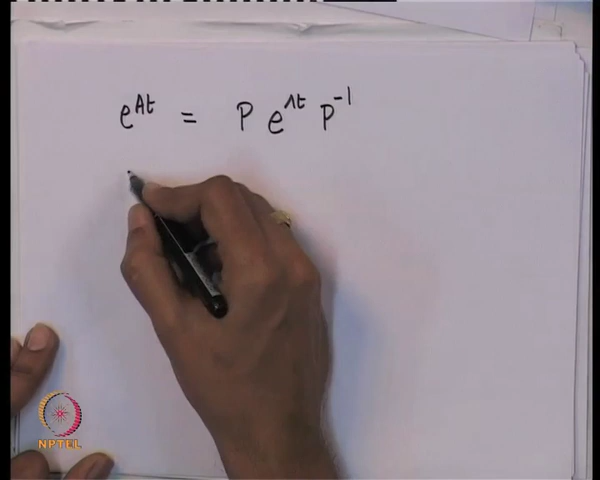 e^{At} = P e^{Λt} P^{-1}
NPTEL